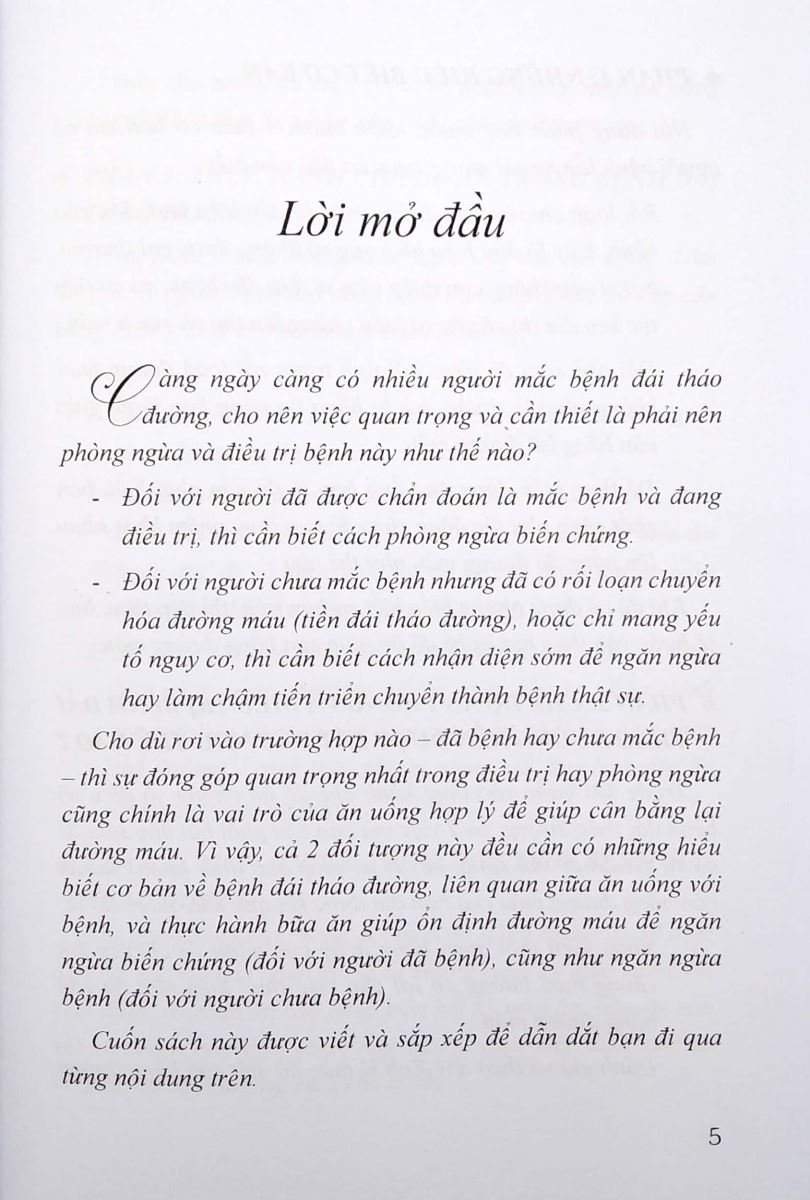 Lời mở đầu
Càng ngày càng có nhiều người mắc bệnh đái tháo
đường, cho nên việc quan trọng và cần thiết là phải nên
phòng ngừa và điều trị bệnh này như thế nào?
- Đối với người đã được chẩn đoán là mắc bệnh và đang
điều trị, thì cần biết cách phòng ngừa biến chứng.
- Đối với người chưa mắc bệnh nhưng đã có rối loạn chuyển
hóa đường máu (tiền đái tháo đường), hoặc chỉ mang yếu
tố nguy cơ, thì cần biết cách nhận diện sớm để ngăn ngừa
hay làm chậm tiến triển chuyển thành bệnh thật sự.
Cho dù rơi vào trường hợp nào – đã bệnh hay chưa mắc bệnh
– thì sự đóng góp quan trọng nhất trong điều trị hay phòng ngừa
cũng chính là vai trò của ăn uống hợp lý để giúp cân bằng lại
đường máu. Vì vậy, cả 2 đối tượng này đều cần có những hiểu
biết cơ bản về bệnh đái tháo đường, liên quan giữa ăn uống với
bệnh, và thực hành bữa ăn giúp ổn định đường máu để ngăn
ngừa biến chứng (đối với người đã bệnh), cũng như ngăn ngừa
bệnh (đối với người chưa bệnh).
Cuốn sách này được viết và sắp xếp để dẫn dắt bạn đi qua
từng nội dung trên.
5